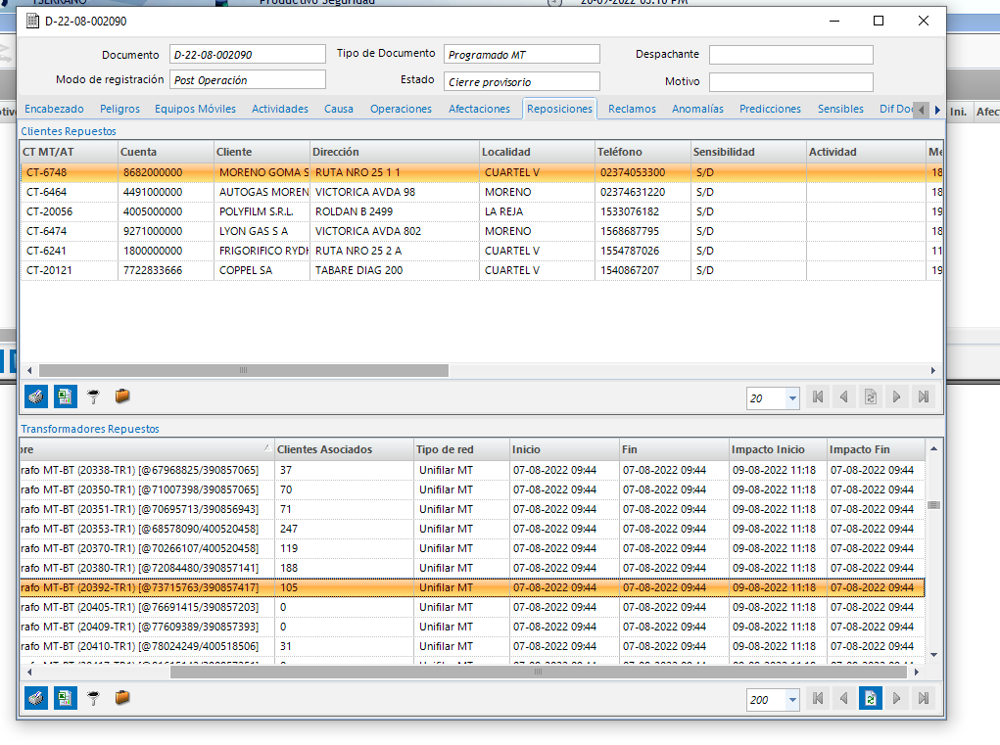 Productivo Seguridad
D-22-08-002090
Documento D-22-08-002090 Tipo de Documento Programado MT Despachante
Modo de registración Post Operación Estado Cierre provisorio Motivo
Encabezado Peligros Equipos Móviles Actividades Causa Operaciones Afectaciones Reposiciones Reclamos Anomalías Predicciones Sensibles Dif Doc Ini. Afec
Clientes Repuestos
CT MT/AT Cuenta Cliente Dirección Localidad Teléfono Sensibilidad Actividad Me
CT-6748 8682000000 MORENO GOMA S RUTA NRO 25 1 1 CUARTEL V 02374053300 S/D 18
CT-6464 4491000000 AUTOGAS MOREN VICTORICA AVDA 98 MORENO 02374631220 S/D 18
CT-20056 4005000000 POLYFILM S.R.L. ROLDAN B 2499 LA REJA 1533076182 S/D 19
CT-6474 9271000000 LYON GAS S A VICTORICA AVDA 802 MORENO 1568687795 S/D 18
CT-6241 1800000000 FRIGORIFICO RYDH RUTA NRO 25 2 A CUARTEL V 1554787026 S/D 11
CT-20121 7722833666 COPPEL SA TABARE DIAG 200 CUARTEL V 1540867207 S/D 19
20
Transformadores Repuestos
bre Clientes Asociados Tipo de red Inicio Fin Impacto Inicio Impacto Fin
rafo MT-BT (20338-TR1) [@67968825/390857065] 37 Unifilar MT 07-08-2022 09:44 07-08-2022 09:44 09-08-2022 11:18 07-08-2022 09:44
rafo MT-BT (20350-TR1) [@71007398/390857065] 70 Unifilar MT 07-08-2022 09:44 07-08-2022 09:44 09-08-2022 11:18 07-08-2022 09:44
rafo MT-BT (20351-TR1) [@70695713/390856943] 71 Unifilar MT 07-08-2022 09:44 07-08-2022 09:44 09-08-2022 11:18 07-08-2022 09:44
rafo MT-BT (20353-TR1) [@68578090/400520458] 247 Unifilar MT 07-08-2022 09:44 07-08-2022 09:44 09-08-2022 11:18 07-08-2022 09:44
rafo MT-BT (20370-TR1) [@70266107/400520458] 119 Unifilar MT 07-08-2022 09:44 07-08-2022 09:44 09-08-2022 11:18 07-08-2022 09:44
rafo MT-BT (20380-TR1) [@72084480/390857141] 188 Unifilar MT 07-08-2022 09:44 07-08-2022 09:44 09-08-2022 11:18 07-08-2022 09:44
rafo MT-BT (20392-TR1) [@73715763/390857417] 105 Unifilar MT 07-08-2022 09:44 07-08-2022 09:44 09-08-2022 11:18 07-08-2022 09:44
rafo MT-BT (20405-TR1) [@76691415/390857203] 0 Unifilar MT 07-08-2022 09:44 07-08-2022 09:44 09-08-2022 11:18 07-08-2022 09:44
rafo MT-BT (20409-TR1) [@77609389/390857393] 0 Unifilar MT 07-08-2022 09:44 07-08-2022 09:44 09-08-2022 11:18 07-08-2022 09:44
rafo MT-BT (20410-TR1) [@78024249/400518506] 31 Unifilar MT 07-08-2022 09:44 07-08-2022 09:44 09-08-2022 11:18 07-08-2022 09:44
200